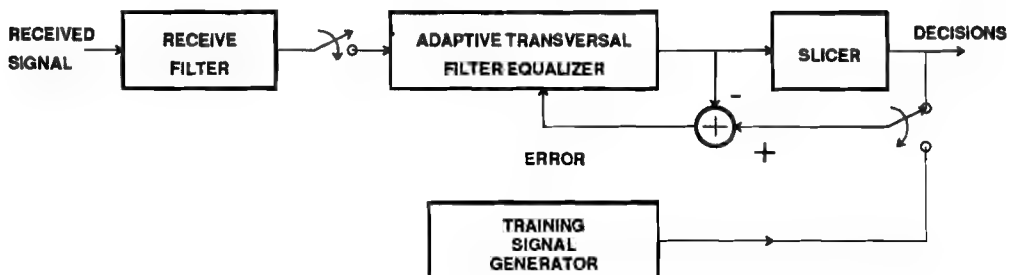 RECEIVED
SIGNAL
RECEIVE
FILTER
ADAPTIVE TRANSVERSAL
FILTER EQUALIZER
SLICER
DECISIONS
-
+
+
ERROR
TRAINING
SIGNAL
GENERATOR